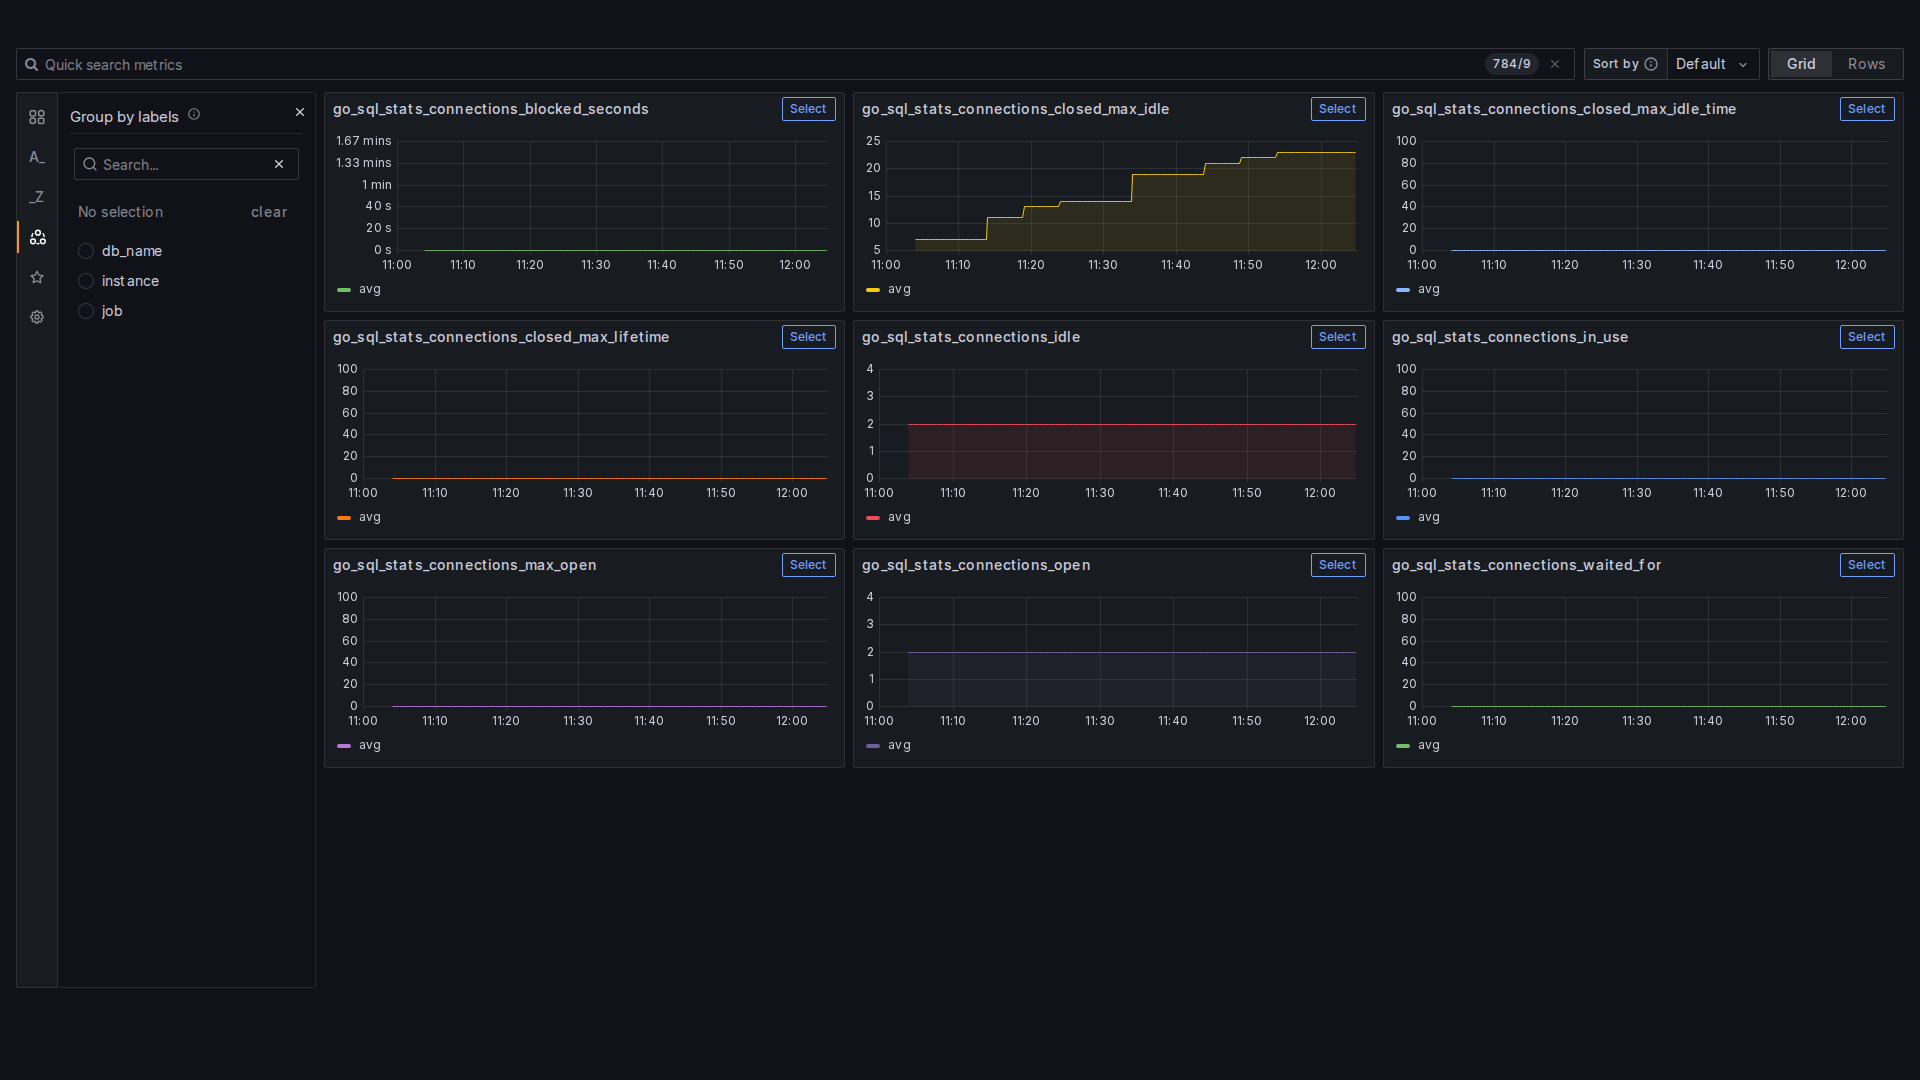 Quick search metrics
784/9
Sort by
Default
Grid
Rows
A_
_Z
Group by labels
Search...
No selection
clear
db_name
instance
job
go_sql_stats_connections_blocked_seconds
Select
1.67 mins
1.33 mins
1 min
40 s
20 s
0 s
11:00 11:10 11:20 11:30 11:40 11:50 12:00
avg
go_sql_stats_connections_closed_max_idle
Select
25
20
15
10
5
11:00 11:10 11:20 11:30 11:40 11:50 12:00
avg
go_sql_stats_connections_closed_max_idle_time
Select
100
80
60
40
20
0
11:00 11:10 11:20 11:30 11:40 11:50 12:00
avg
go_sql_stats_connections_closed_max_lifetime
Select
100
80
60
40
20
0
11:00 11:10 11:20 11:30 11:40 11:50 12:00
avg
go_sql_stats_connections_idle
Select
4
3
2
1
0
11:00 11:10 11:20 11:30 11:40 11:50 12:00
avg
go_sql_stats_connections_in_use
Select
100
80
60
40
20
0
11:00 11:10 11:20 11:30 11:40 11:50 12:00
avg
go_sql_stats_connections_max_open
Select
100
80
60
40
20
0
11:00 11:10 11:20 11:30 11:40 11:50 12:00
avg
go_sql_stats_connections_open
Select
4
3
2
1
0
11:00 11:10 11:20 11:30 11:40 11:50 12:00
avg
go_sql_stats_connections_waited_for
Select
100
80
60
40
20
0
11:00 11:10 11:20 11:30 11:40 11:50 12:00
avg